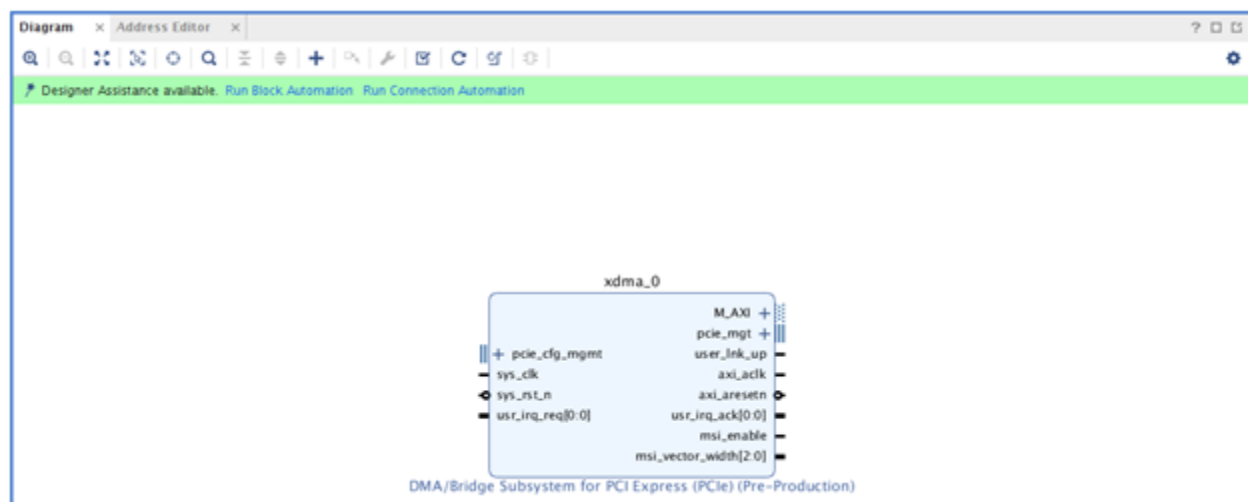 Diagram × Address Editor × ?
Designer Assistance available. Run Block Automation Run Connection Automation
xdma_0
M_AXI
pcie_mgt
pcie_cfg_mgmt user_lnk_up
sys_clk axi_aclk
sys_rst_n axi_aresetn
usr_irq_req[0:0] usr_irq_ack[0:0]
msi_enable
msi_vector_width[2:0]
DMA/Bridge Subsystem for PCI Express (PCIe) (Pre-Production)